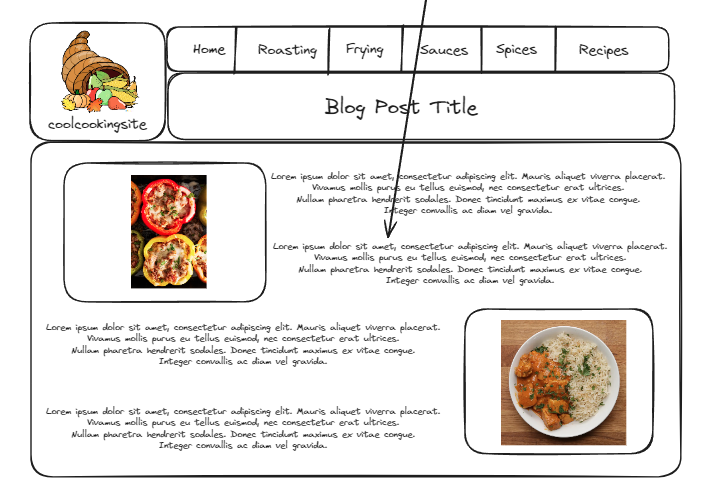 Home Roasting Frying Sauces Spices Recipes
coolcookingsite
Blog Post Title
Lorem ipsum dolor sit amet, consectetur adipiscing elit. Mauris aliquet viverra placerat.
Vivamus mollis purus eu tellus euismod, nec consectetur erat ultrices.
Nullam pharetra hendrerit sodales. Donec tincidunt maximus ex vitae congue.
Integer convallis ac diam vel gravida.
Lorem ipsum dolor sit amet, consectetur adipiscing elit. Mauris aliquet viverra placerat.
Vivamus mollis purus eu tellus euismod, nec consectetur erat ultrices.
Nullam pharetra hendrerit sodales. Donec tincidunt maximus ex vitae congue.
Integer convallis ac diam vel gravida.
Lorem ipsum dolor sit amet, consectetur adipiscing elit. Mauris aliquet viverra placerat.
Vivamus mollis purus eu tellus euismod, nec consectetur erat ultrices.
Nullam pharetra hendrerit sodales. Donec tincidunt maximus ex vitae congue.
Integer convallis ac diam vel gravida.
Lorem ipsum dolor sit amet, consectetur adipiscing elit. Mauris aliquet viverra placerat.
Vivamus mollis purus eu tellus euismod, nec consectetur erat ultrices.
Nullam pharetra hendrerit sodales. Donec tincidunt maximus ex vitae congue.
Integer convallis ac diam vel gravida.